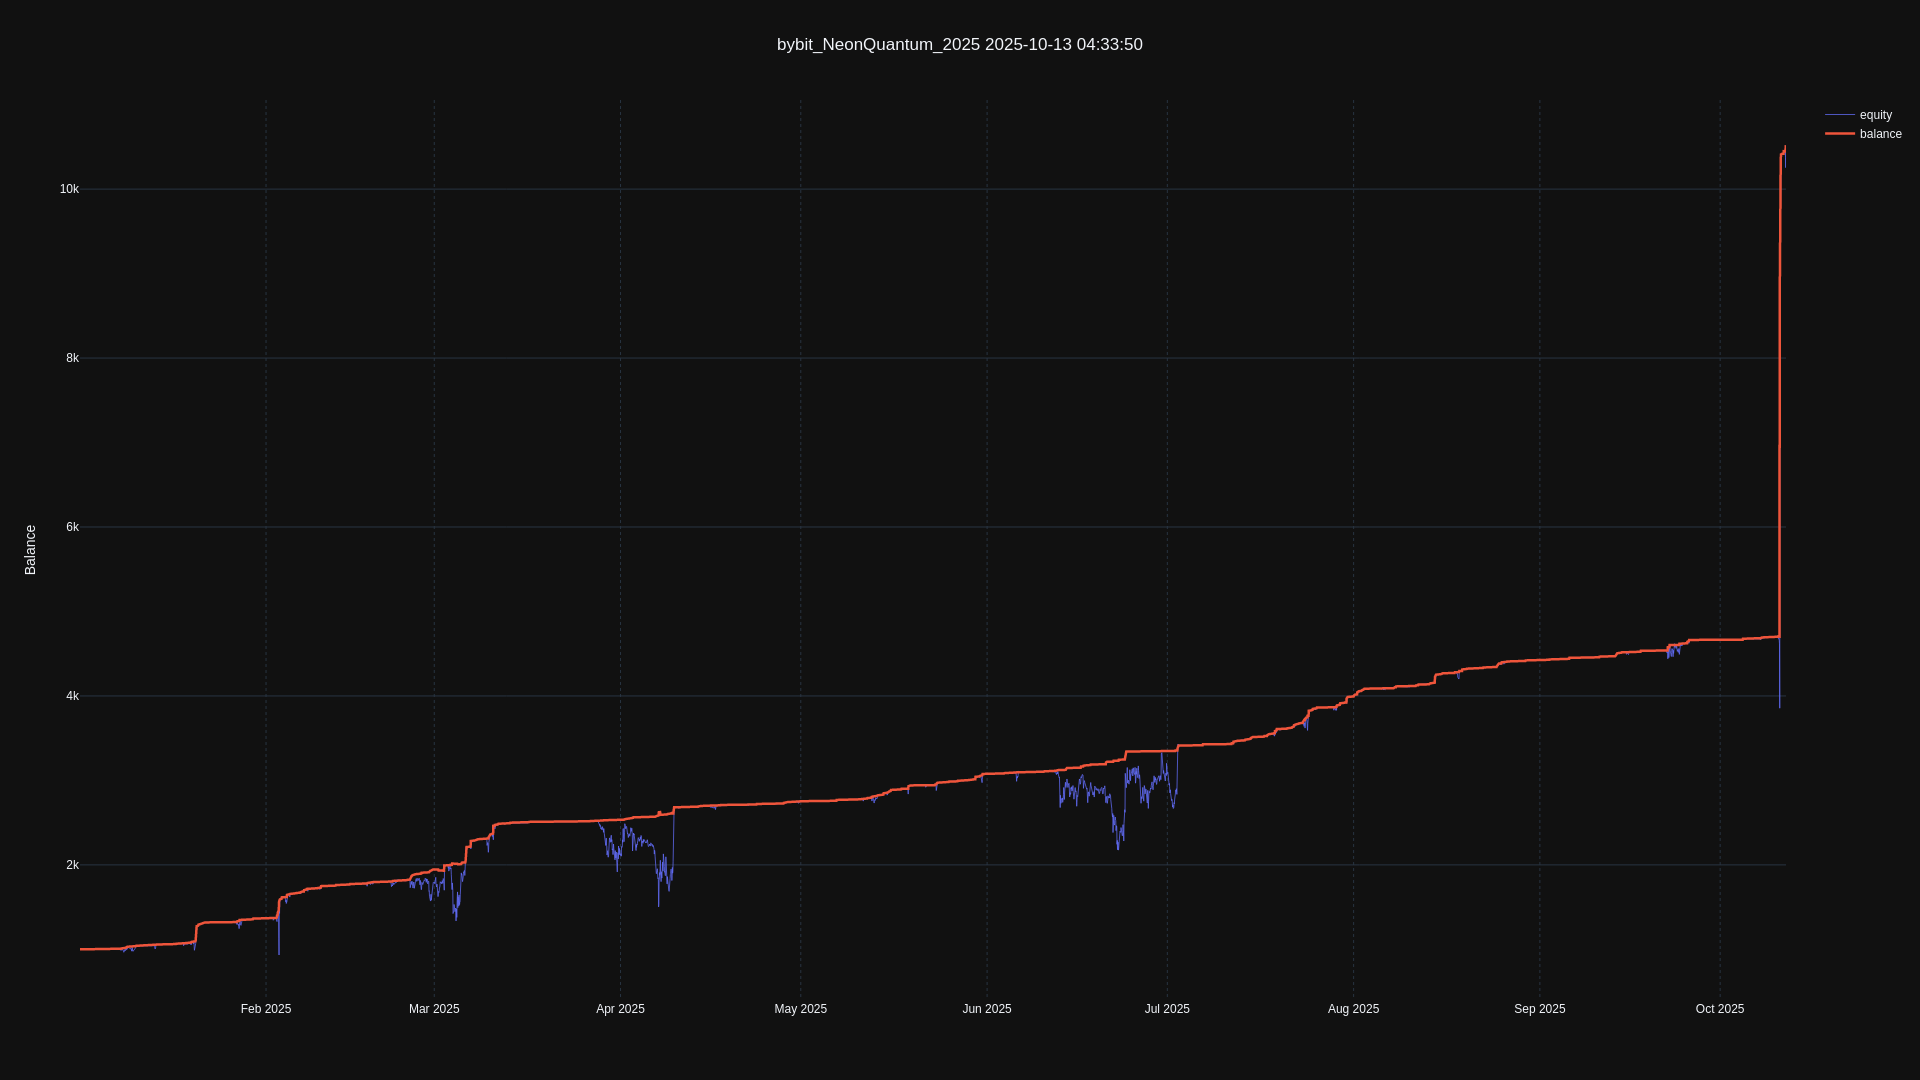 bybit_NeonQuantum_2025 2025-10-13 04:33:50
equity
balance
10k
8k
6k
4k
2k
Balance
Feb 2025
Mar 2025
Apr 2025
May 2025
Jun 2025
Jul 2025
Aug 2025
Sep 2025
Oct 2025